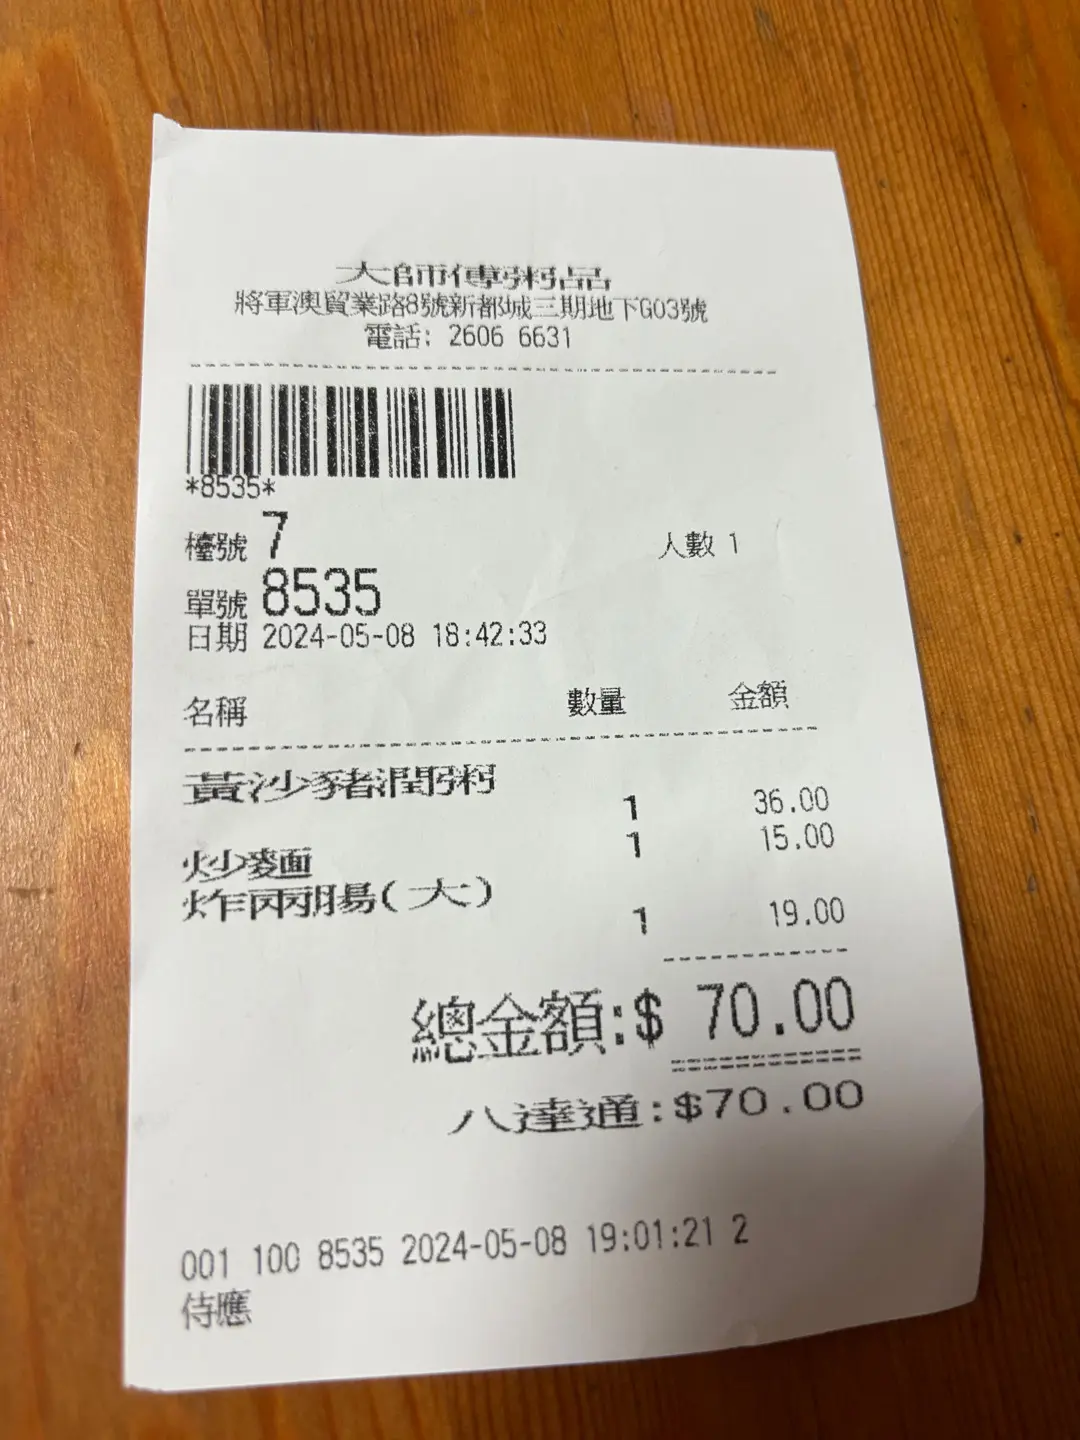 大師傅粥品
將軍澳貿業路8號新都城三期地下G03號
電話: 2606 6631
*8535*
檯號 7 人數 1
單號 8535
日期 2024-05-08 18:42:33
名稱 數量 金額
黃沙豬潤粥
1 36.00
炒麵 1 15.00
炸兩腸(大)
1 19.00
總金額:$ 70.00
八達通:$70.00
001 100 8535 2024-05-08 19:01:21 2
侍應